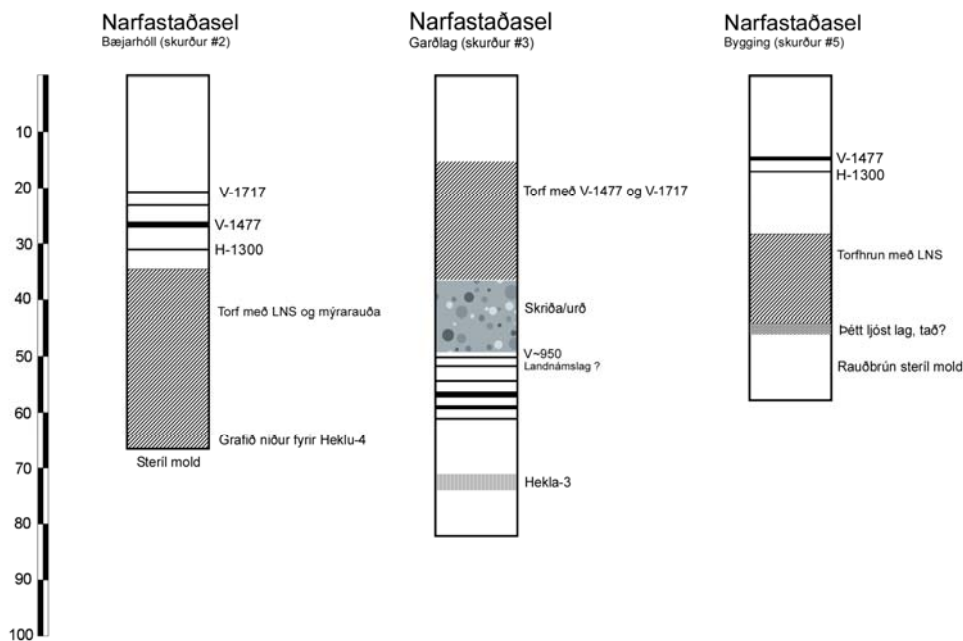 Narfastaðasel
Bæjarhóll (skurður #2)
V-1717
V-1477
H-1300
Torf með LNS og mýrarauða
Grafið niður fyrir Heklu-4
Steríl mold
Narfastaðasel
Garðlag (skurður #3)
Torf með V-1477 og V-1717
Skriða/urð
V~950
Landnámslag ?
Hekla-3
Narfastaðasel
Bygging (skurður #5)
V-1477
H-1300
Torfhrun með LNS
Þétt ljóst lag, tað?
Rauðbrún steríl mold
10
20
30
40
50
60
70
80
90
100